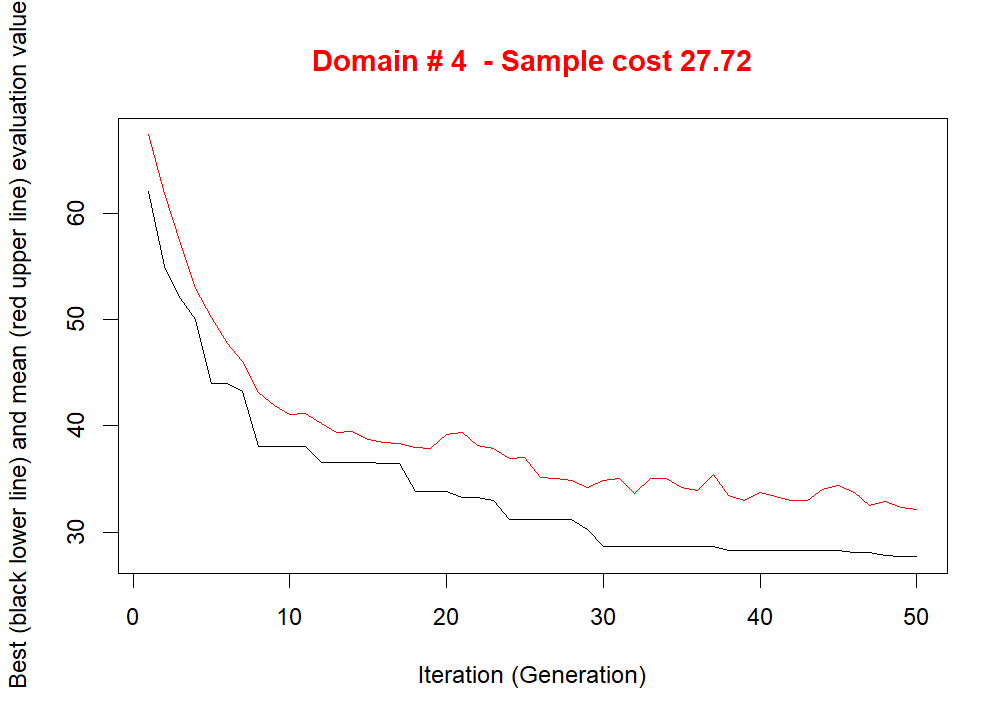 Domain # 4  - Sample cost 27.72
Best (black lower line) and mean (red upper line) evaluation value
60
50
40
30
0 10 20 30 40 50
Iteration (Generation)